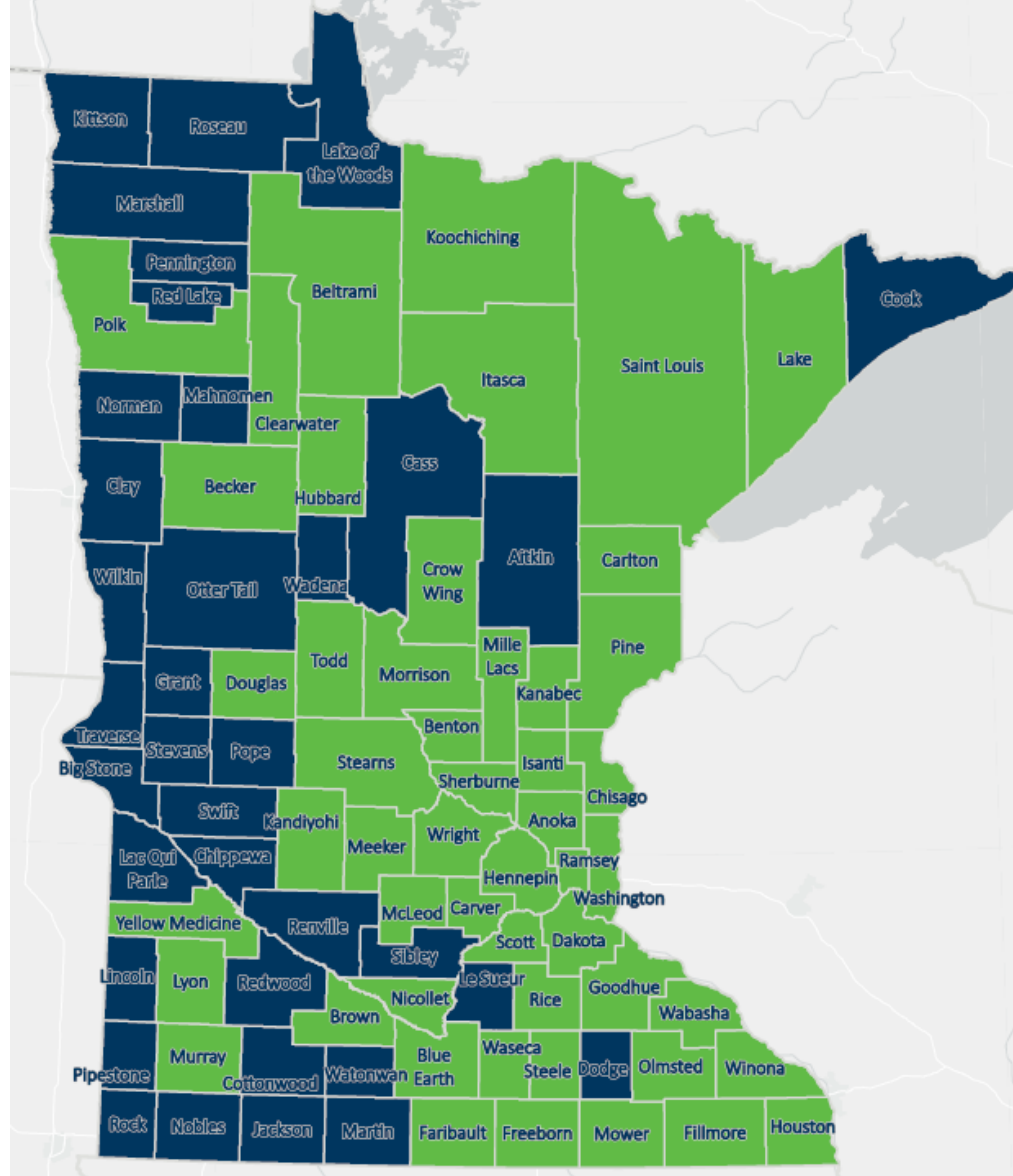 Kittson
Roseau
Lake of
the Woods
Marshall
Koochiching
Pennington
Red Lake
Beltrami
Cook
Polk
Saint Louis
Lake
Itasca
Mahnomen
Norman
Clearwater
Cass
Clay
Becker
Hubbard
Aitkin
Carlton
Crow
Wing
Wilkin
Otter Tail
Wadena
Mille
Lacs
Pine
Todd
Morrison
Grant
Douglas
Kanabec
Benton
Traverse
Stevens
Pope
Stearns
Isanti
Big Stone
Sherburne
Chisago
Swift
Kandiyohi
Anoka
Wright
Meeker
Lac Qui
Parle
Chippewa
Ramsey
Hennepin
Washington
McLeod
Carver
Yellow Medicine
Renville
Scott
Dakota
Sibley
Lincoln
Lyon
Redwood
Le Sueur
Goodhue
Nicollet
Rice
Wabasha
Brown
Waseca
Murray
Blue
Earth
Steele
Dodge
Olmsted
Winona
Pipestone
Cottonwood
Watonwan
Rock
Nobles
Jackson
Martin
Faribault
Freeborn
Mower
Fillmore
Houston